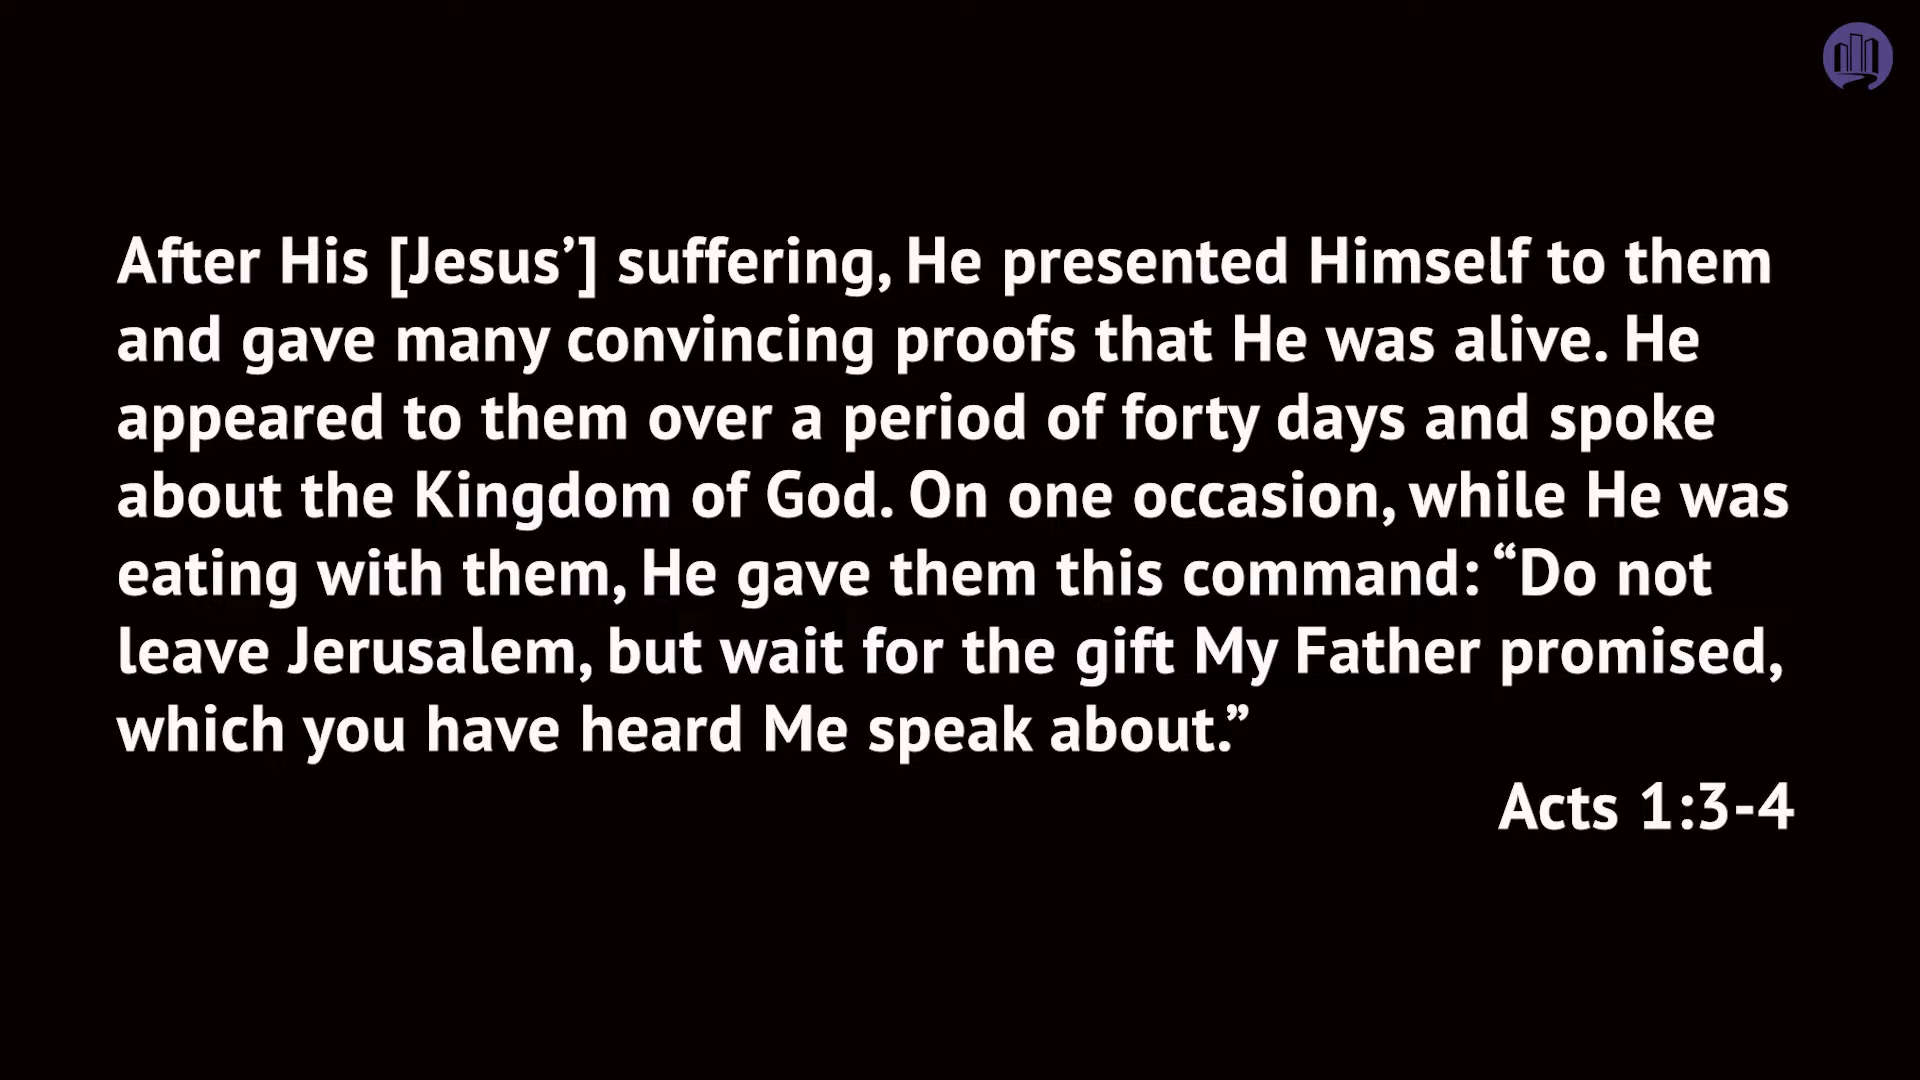 After His [Jesus’] suffering, He presented Himself to them
and gave many convincing proofs that He was alive. He
appeared to them over a period of forty days and spoke
about the Kingdom of God. On one occasion, while He was
eating with them, He gave them this command: “Do not
leave Jerusalem, but wait for the gift My Father promised,
which you have heard Me speak about.”
Acts 1:3-4